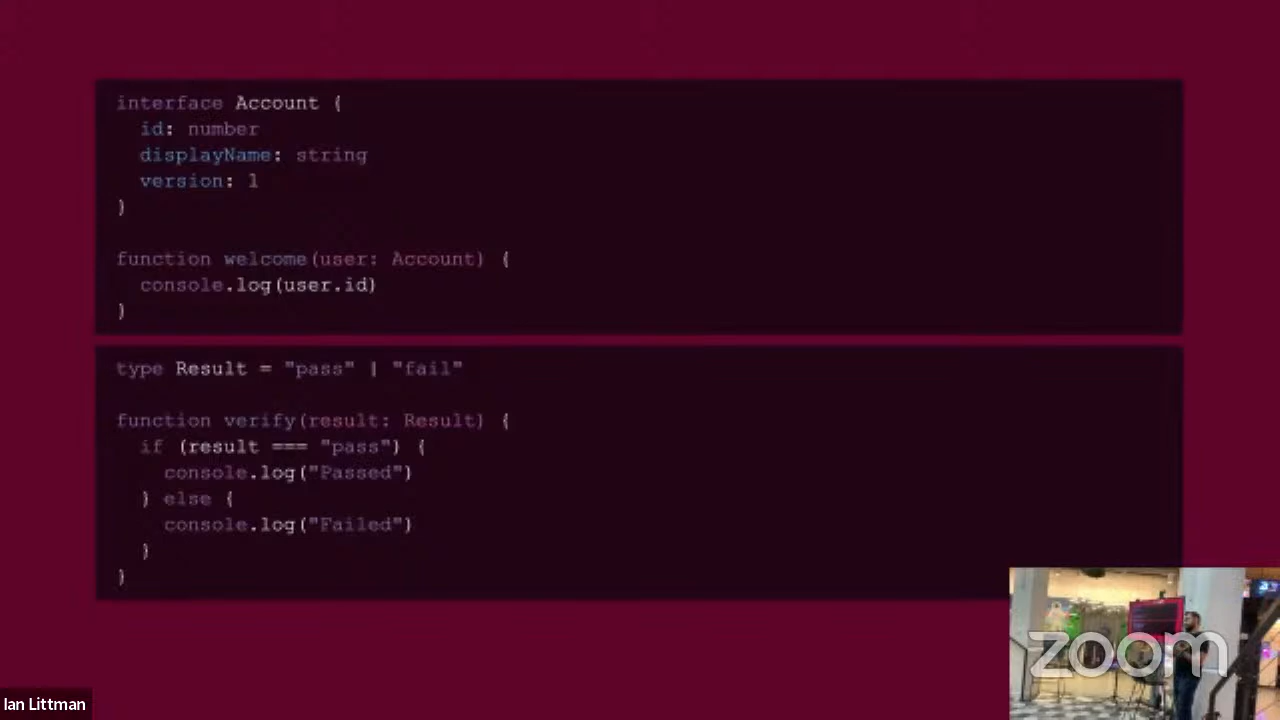 interface Account {
  id: number
  displayName: string
  version: 1
}
function welcome(user: Account) {
  console.log(user.id)
}
type Result = "pass" | "fail"
function verify(result: Result) {
  if (result === "pass") {
    console.log("Passed")
  } else {
    console.log("Failed")
  }
}
zoom
Ian Littman